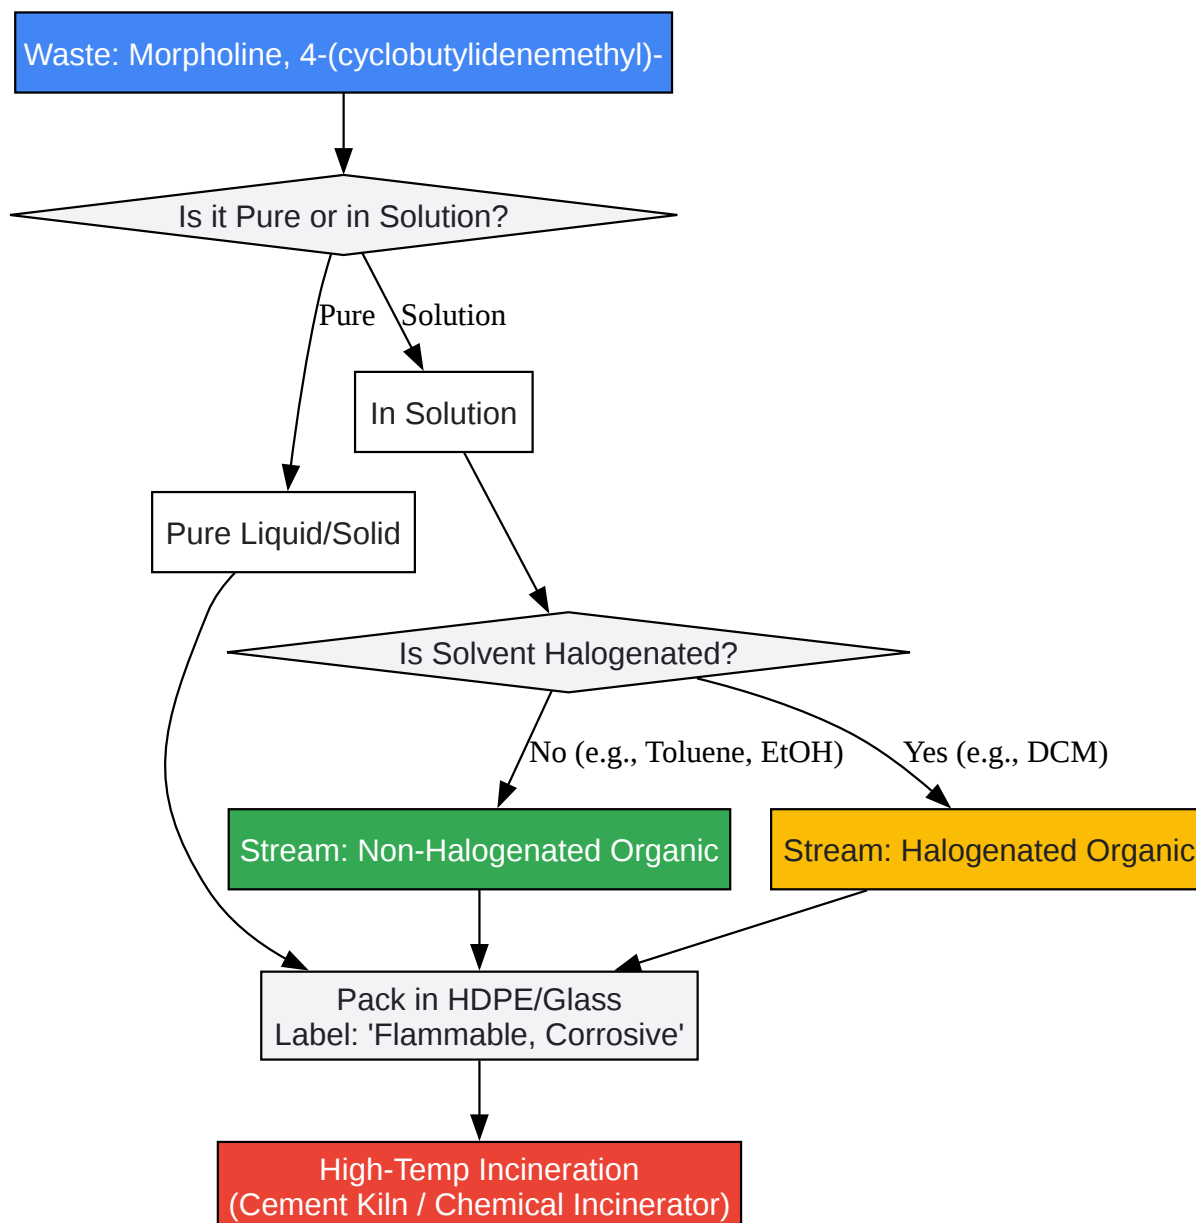 Waste: Morpholine, 4-(cyclobutylidenemethyl)-
Is it Pure or in Solution?
Pure
Solution
In Solution
Pure Liquid/Solid
Is Solvent Halogenated?
No (e.g., Toluene, EtOH)
Yes (e.g., DCM)
Stream: Non-Halogenated Organic
Stream: Halogenated Organic
Pack in HDPE/Glass
Label: 'Flammable, Corrosive'
High-Temp Incineration
(Cement Kiln / Chemical Incinerator)